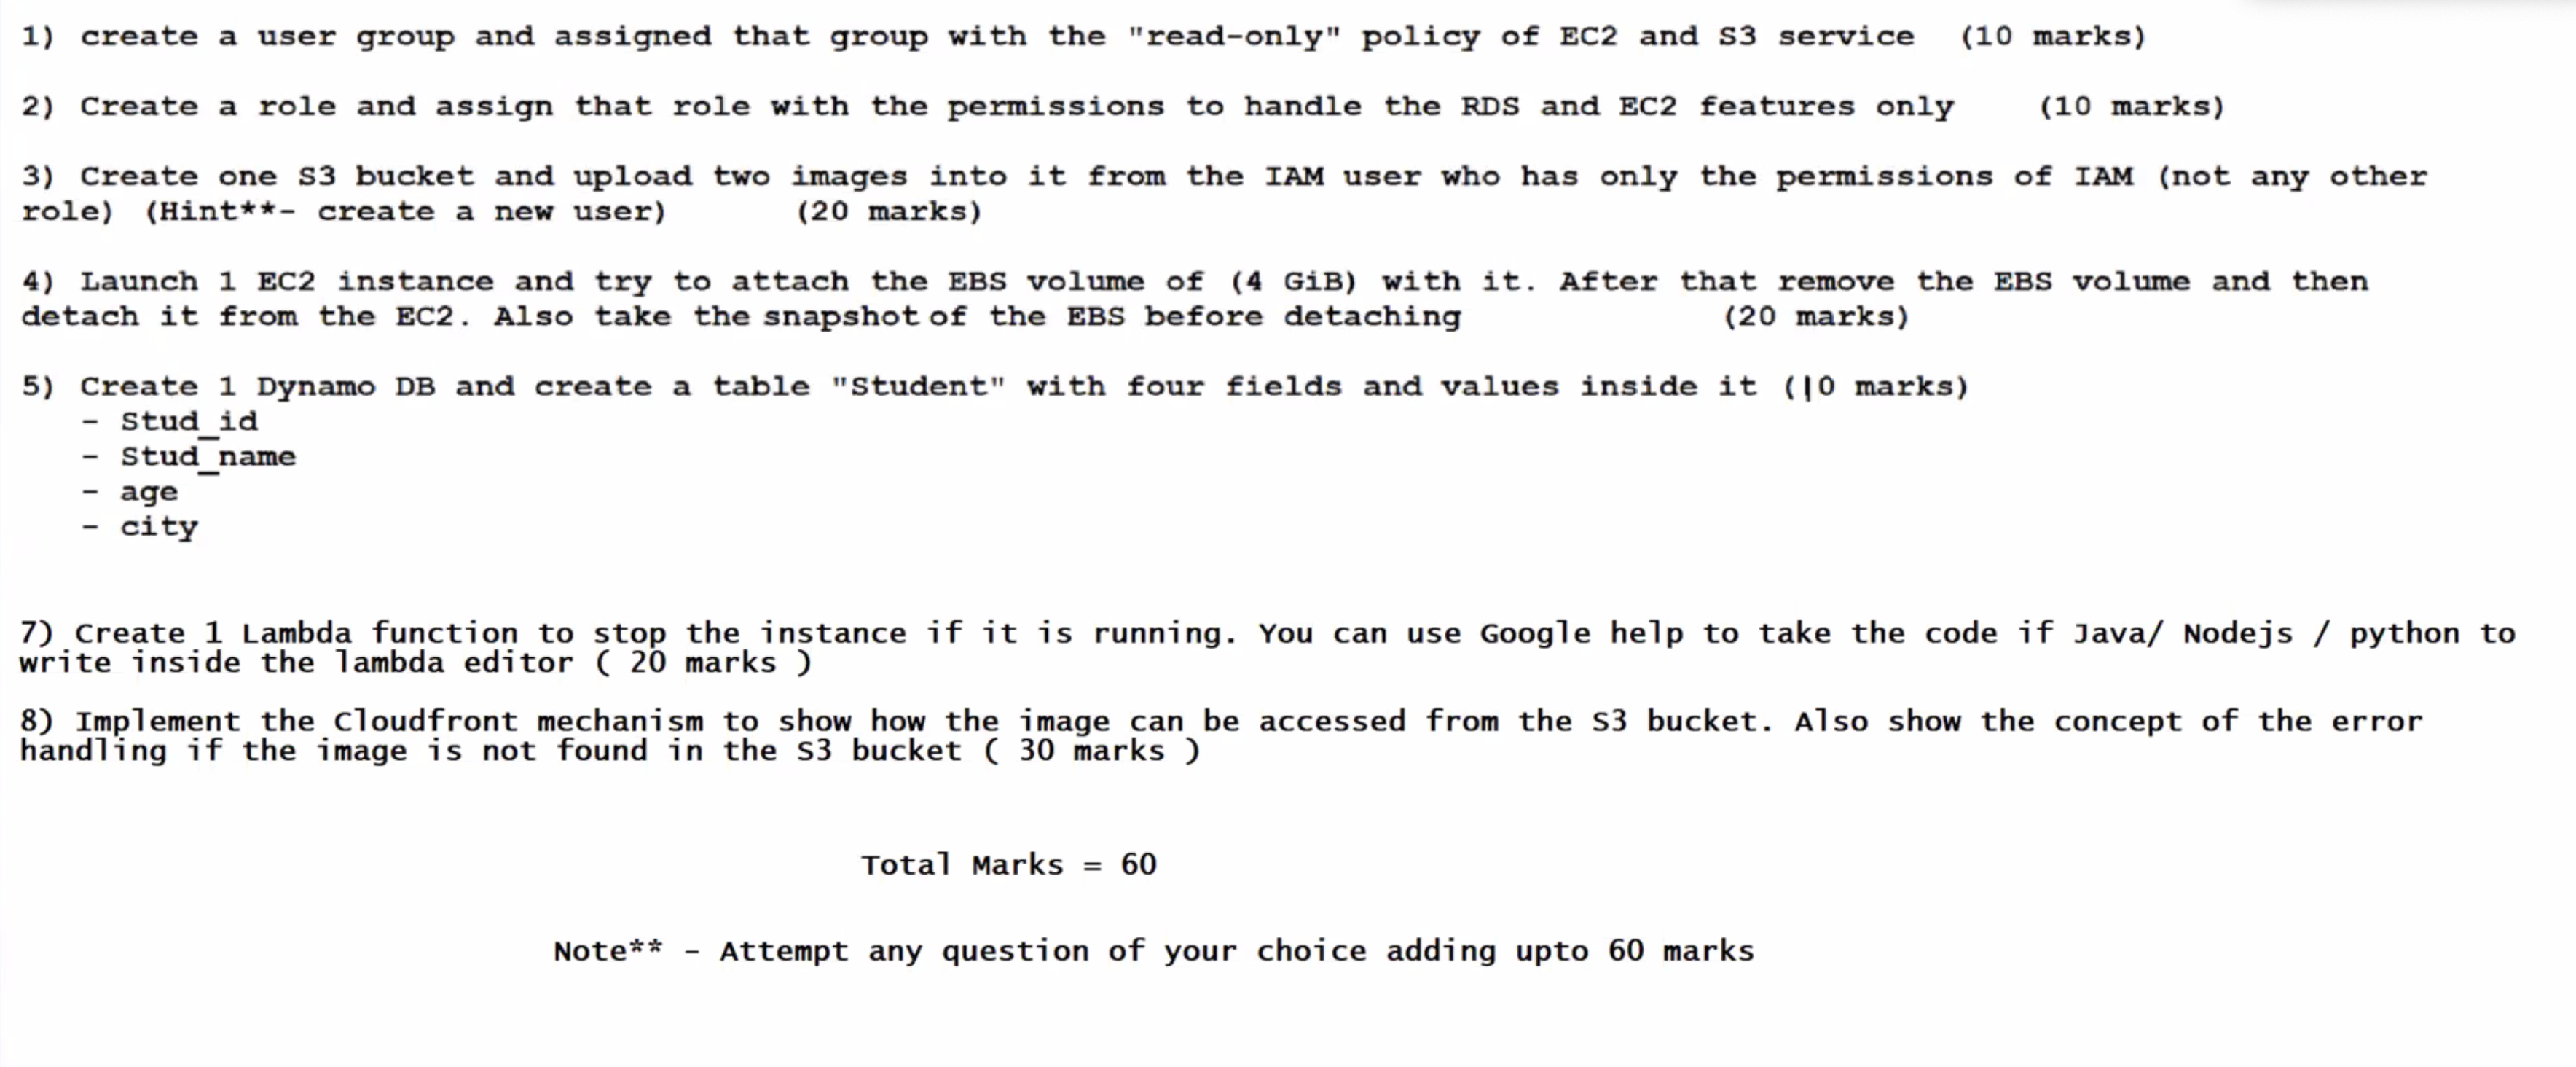 1) create a user group and assigned that group with the "read-only" policy of EC2 and S3 service (10 marks)
2) Create a role and assign that role with the permissions to handle the RDS and EC2 features only (10 marks)
3) Create one S3 bucket and upload two images into it from the IAM user who has only the permissions of IAM (not any other
role) (Hint**- create a new user) (20 marks)
4) Launch 1 EC2 instance and try to attach the EBS volume of (4 GiB) with it. After that remove the EBS volume and then
detach it from the EC2. Also take the snapshot of the EBS before detaching (20 marks)
5) Create 1 Dynamo DB and create a table "Student" with four fields and values inside it (|0 marks)
- Stud_id
- Stud_name
- age
- city
7) Create 1 Lambda function to stop the instance if it is running. You can use Google help to take the code if Java/ Nodejs / python to
write inside the lambda editor ( 20 marks )
8) Implement the Cloudfront mechanism to show how the image can be accessed from the S3 bucket. Also show the concept of the error
handling if the image is not found in the S3 bucket ( 30 marks )
Total Marks = 60
Note** - Attempt any question of your choice adding upto 60 marks